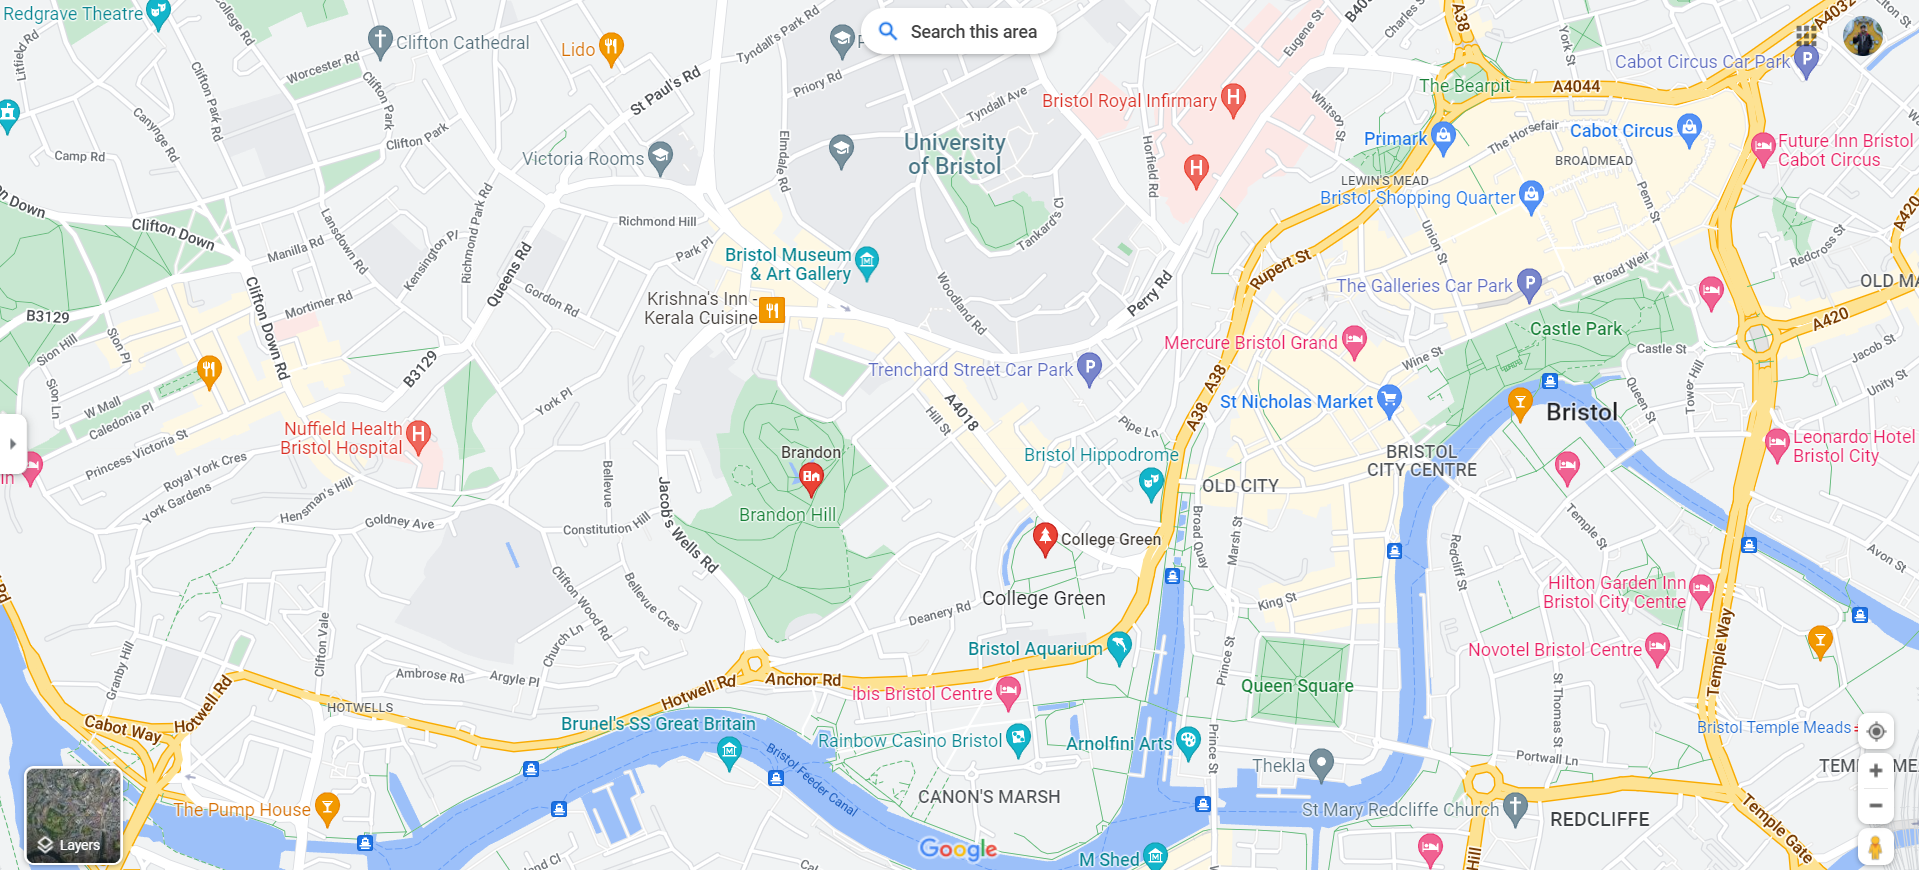 Redgrave Theatre
Clifton Cathedral
Lido
Tyndall's Park Rd
Search this area
Eugene St
Charles St
A38
A4032
York St
Cabot Circus Car Park
Litfield Rd
College Rd
Worcester Rd
Clifton Park Rd
Clifton Park Rd
St Paul's Rd
Priory Rd
Tyndall Ave
Bristol Royal Infirmary
The Bearpit
A4044
Whitson St
Canynge Rd
Camp Rd
Clifton Park
Victoria Rooms
Elmdale Rd
University
of Bristol
Horfield Rd
Primark
The Horsefair
Cabot Circus
BROADMEAD
Future Inn Bristol
Cabot Circus
LEWIN'S MEAD
Bristol Shopping Quarter
Penn St
Clifton Down
Lansdown Rd
Manilla Rd
Kensington Pl
Richmond Park Rd
Queens Rd
Richmond Hill
Park Pl
Tankard's Cl
Union St
A420
Redcross St
Bristol Museum
& Art Gallery
Rupert St
Broad Weir
The Galleries Car Park
Woodland Rd
Perry Rd
Clifton Down Rd
Mortimer Rd
Gordon Rd
Krishna's Inn -
Kerala Cuisine
B3129
Sion Hill
Sion Pl
Castle Park
A420
Mercure Bristol Grand
Wine St
Castle St
Jacob St
Trenchard Street Car Park
B3129
Sion Ln
W Mall
Caledonia Pl
York Pl
A4018
Hill St
A38
A38
St Nicholas Market
Bristol
Queen St
Tower Hill
Unity St
Princess Victoria St
Nuffield Health
Bristol Hospital
Pipe Ln
Bristol Hippodrome
BRISTOL
CITY CENTRE
Leonardo Hotel
Bristol City
Royal York Cres
York Gardens
Hensman's Hill
Goldney Ave
Bellevue
Constitution Hill
Jacob's Wells Rd
Brandon
Brandon Hill
OLD CITY
Broad Quay
Marsh St
College Green
College Green
Temple St
Redcliff St
Avon St
Clifton Wood Rd
Bellevue Cres
Church Ln
Deanery Rd
King St
Hilton Garden Inn
Bristol City Centre
Bristol Aquarium
Prince St
Novotel Bristol Centre
Temple Way
Granby Hill
Clifton Vale
Ambrose Rd
Argyle Pl
Anchor Rd
Hotwell Rd
Hotwell Rd
ibis Bristol Centre
Queen Square
St Thomas St
Cabot Way
HOTWELLS
Brunel's SS Great Britain
Rainbow Casino Bristol
Arnolfini Arts
Prince St
Bristol Temple Meads
Portwall Ln
Bristol Feeder Canal
Thekla
The Pump House
CANON'S MARSH
St Mary Redcliffe Church
REDCLIFFE
Temple Gate
Layers
Google
M Shed